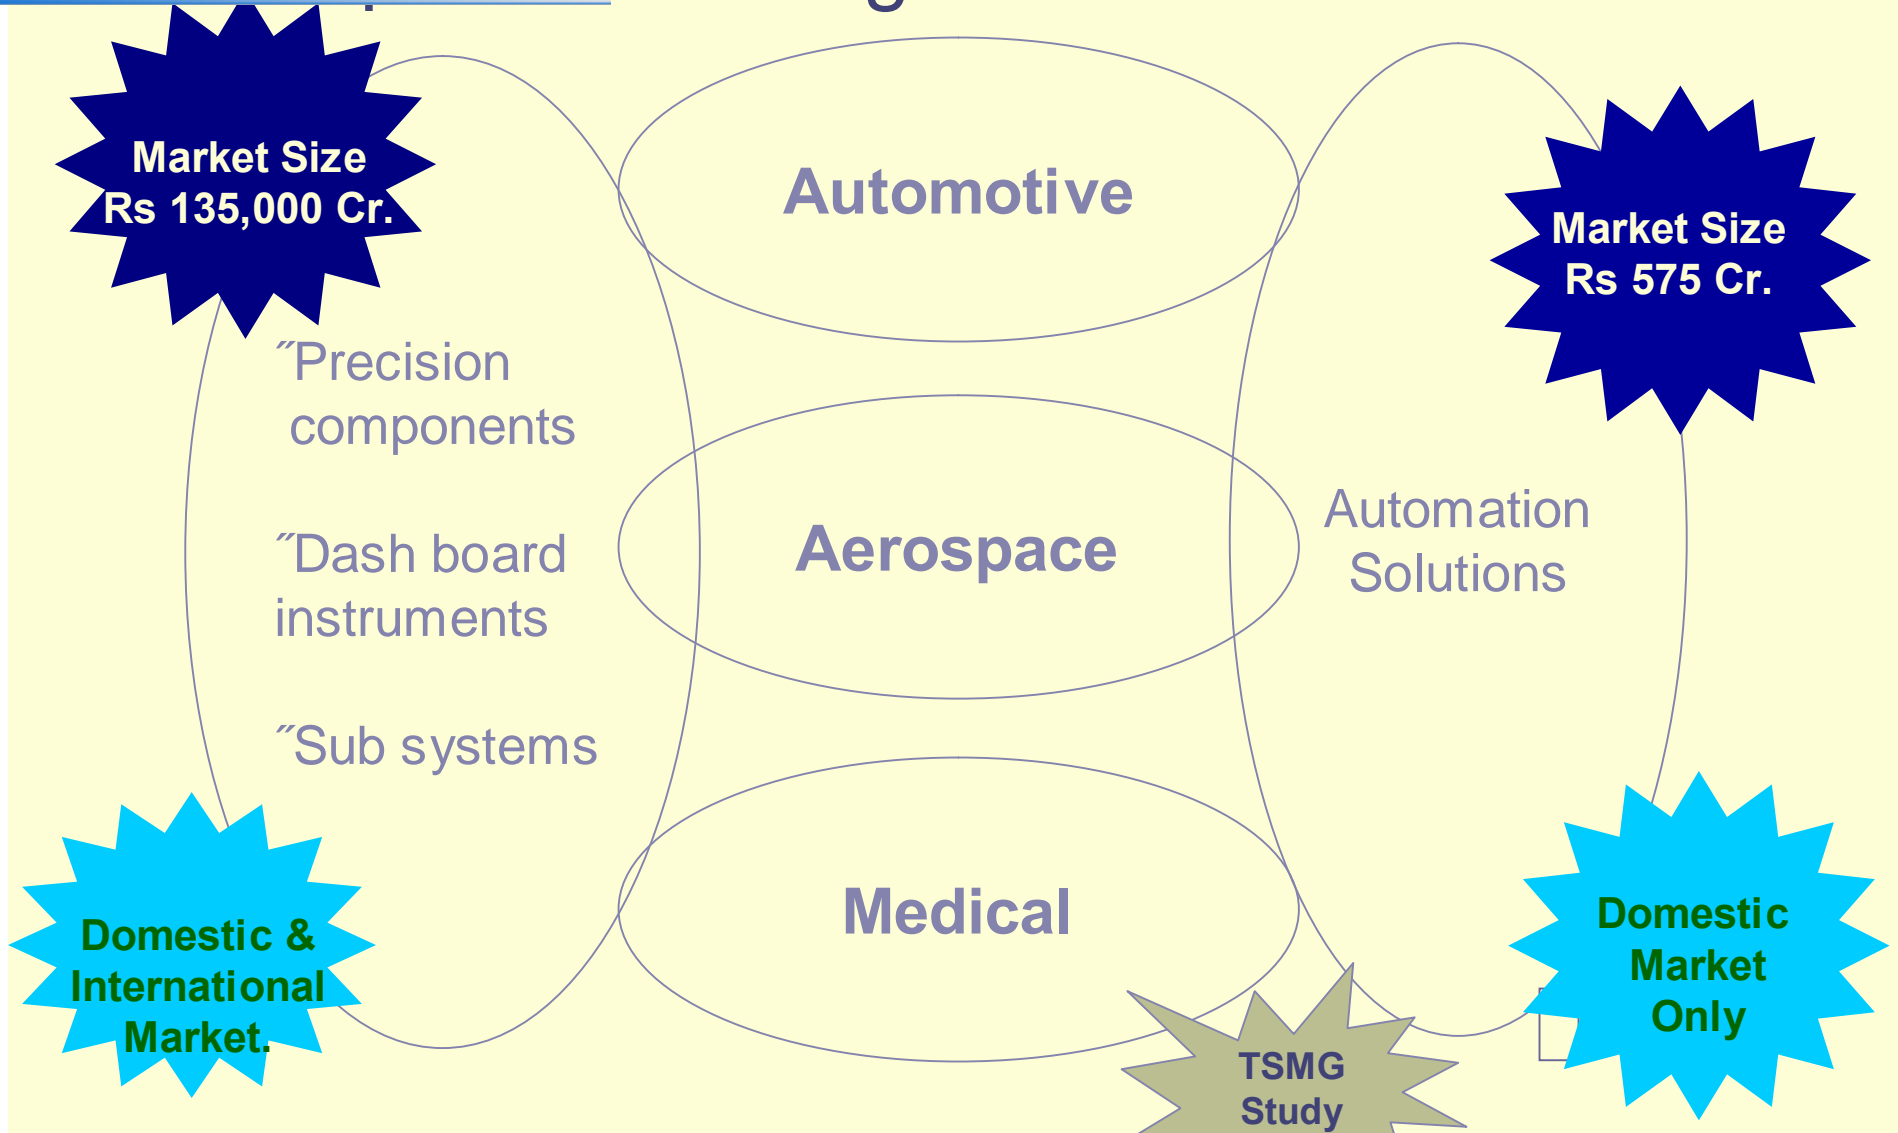 Market Size
Rs 135,000 Cr.
Automotive
Market Size
Rs 575 Cr.
˝Precision
components
˝Dash board
instruments
˝Sub systems
Aerospace
Automation
Solutions
Medical
Domestic &
International
Market.
Domestic
Market
Only
TSMG
Study